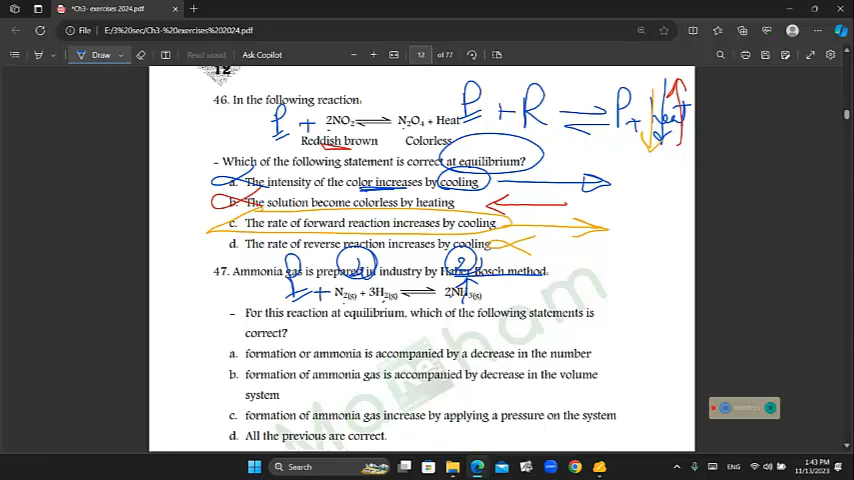 *Ch3- exercises 2024.pdf
File
E:/3%20sec/Ch3-%20exercises%202024.pdf
Draw
Read aloud
Ask Copilot
12
of 77
12
46. In the following reaction:
P + R ⇌ P + Heat
P + 2NO2 ⇌ N2O4 + Heat
Reddish brown Colorless
- Which of the following statement is correct at equilibrium?
a. The intensity of the color increases by cooling
b. The solution become colorless by heating
c. The rate of forward reaction increases by cooling
d. The rate of reverse reaction increases by cooling
4 2
47. Ammonia gas is prepared in industry by Haber-Bosch method:
P + N2(s) + 3H2(s) ⇌ 2NH3(s)
- For this reaction at equilibrium, which of the following statements is
correct?
a. formation or ammonia is accompanied by a decrease in the number
b. formation of ammonia gas is accompanied by decrease in the volume
system
c. formation of ammonia gas increase by applying a pressure on the system
d. All the previous are correct.
Search
ENG
1:43 PM
11/13/2023